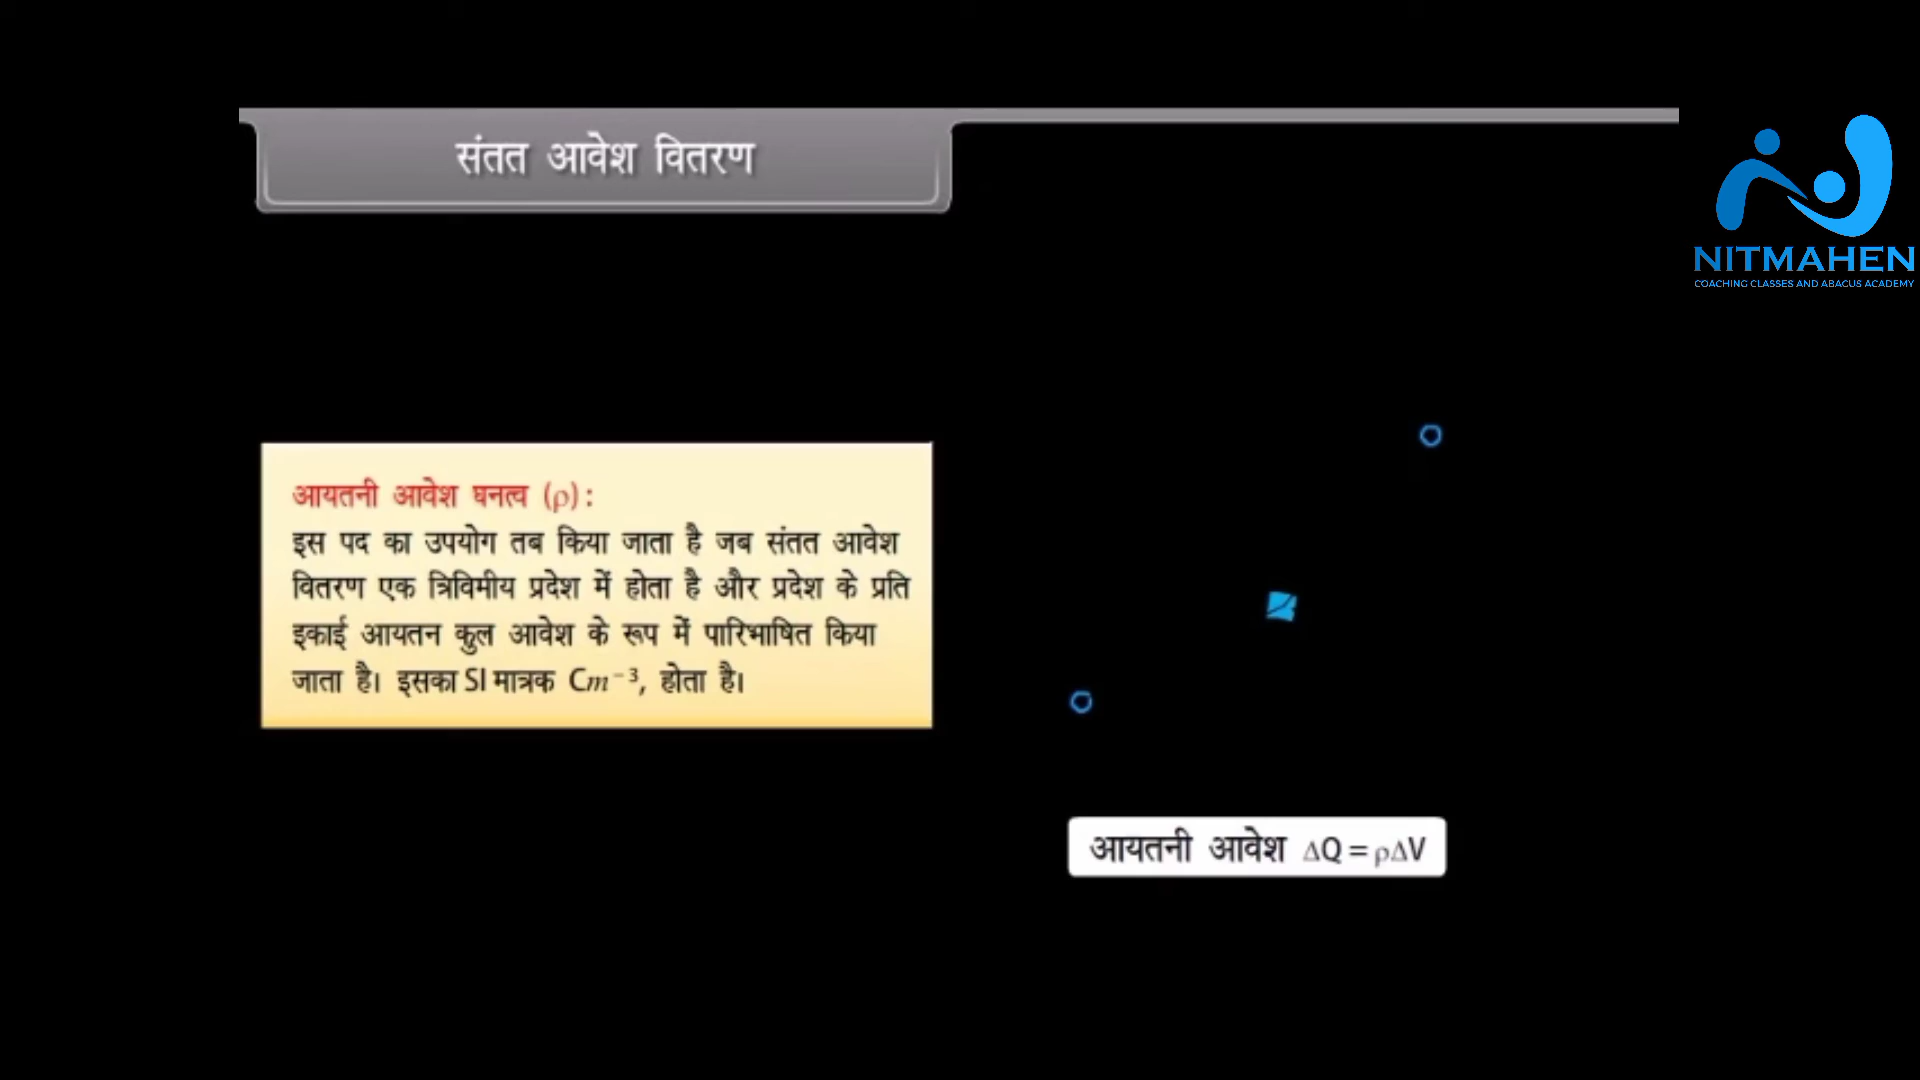 संतत आवेश वितरण
NITMAHEN
COACHING CLASSES AND ABACUS ACADEMY
आयतनी आवेश घनत्व (ρ):
इस पद का उपयोग तब किया जाता है जब संतत आवेश
वितरण एक त्रिविमीय प्रदेश में होता है और प्रदेश के प्रति
इकाई आयतन कुल आवेश के रूप में पारिभाषित किया
जाता है। इसका SI मात्रक Cm⁻³, होता है।
आयतनी आवेश ΔQ = ρΔV